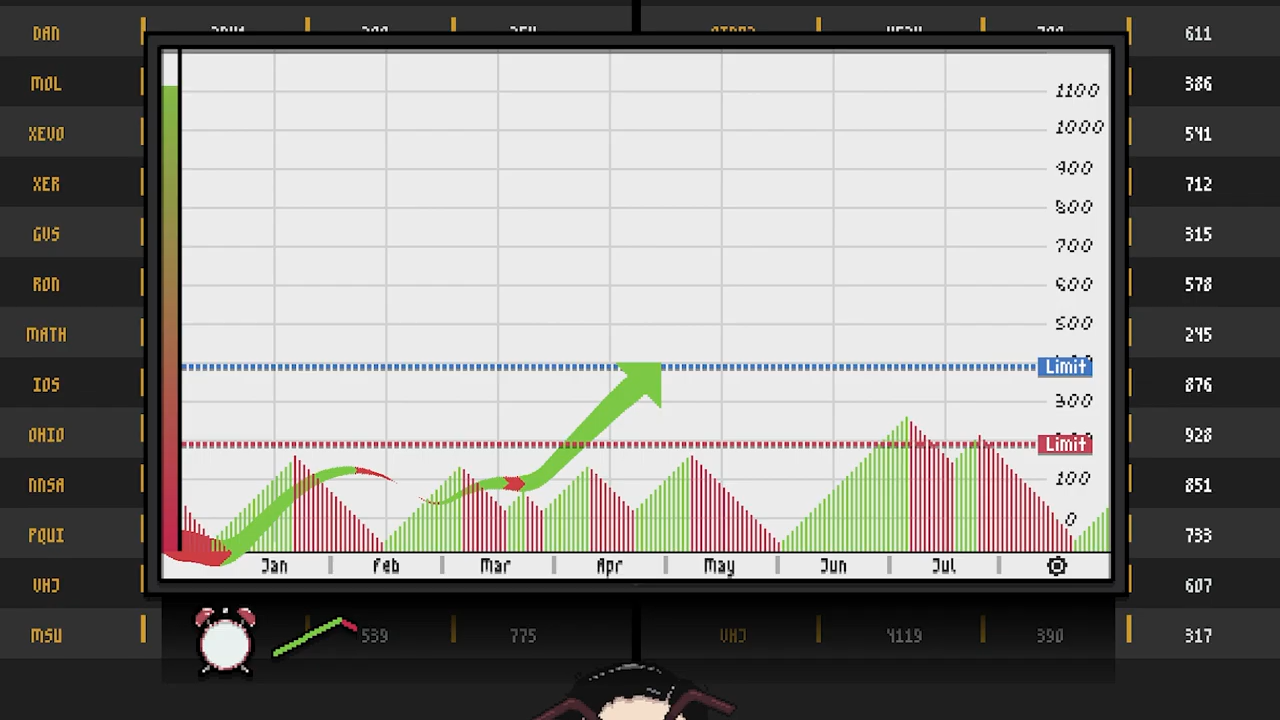 DAN 611
MOL 386
XEVO 541
XER 712
GVS 315
RON 578
MATH 245
IOS 876
OHIO 928
NNSA 851
PQUI 733
VHJ 607
MSU 539 775 VHJ 4119 390 317
1100
1000
900
800
700
600
500
Limit
300
Limit
100
0
Jan Feb Mar Apr May Jun Jul